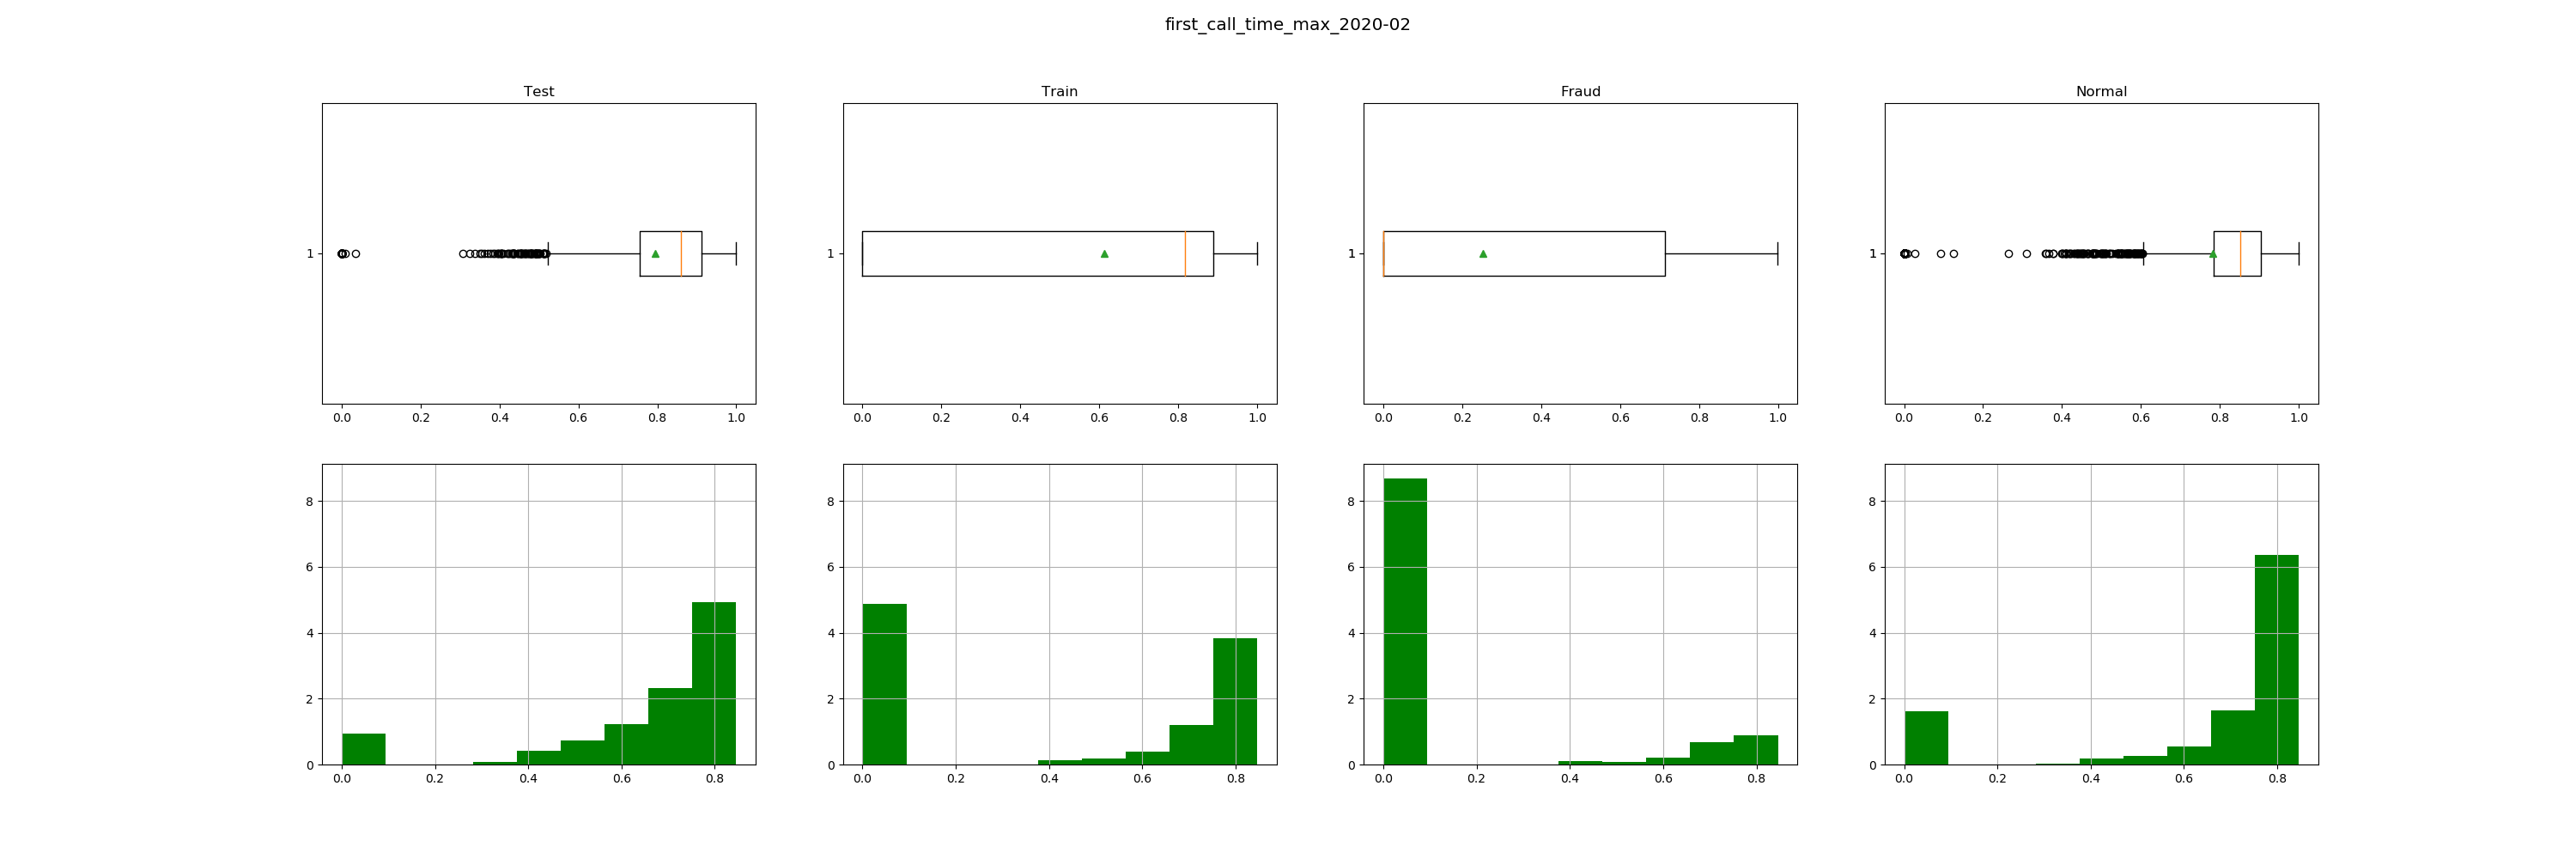 first_call_time_max_2020-02
Test Train Fraud Normal
1 1 1 1
0.0 0.2 0.4 0.6 0.8 1.0 0.0 0.2 0.4 0.6 0.8 1.0 0.0 0.2 0.4 0.6 0.8 1.0 0.0 0.2 0.4 0.6 0.8 1.0
8 8 8 8
6 6 6 6
4 4 4 4
2 2 2 2
0 0 0 0
0.0 0.2 0.4 0.6 0.8 0.0 0.2 0.4 0.6 0.8 0.0 0.2 0.4 0.6 0.8 0.0 0.2 0.4 0.6 0.8